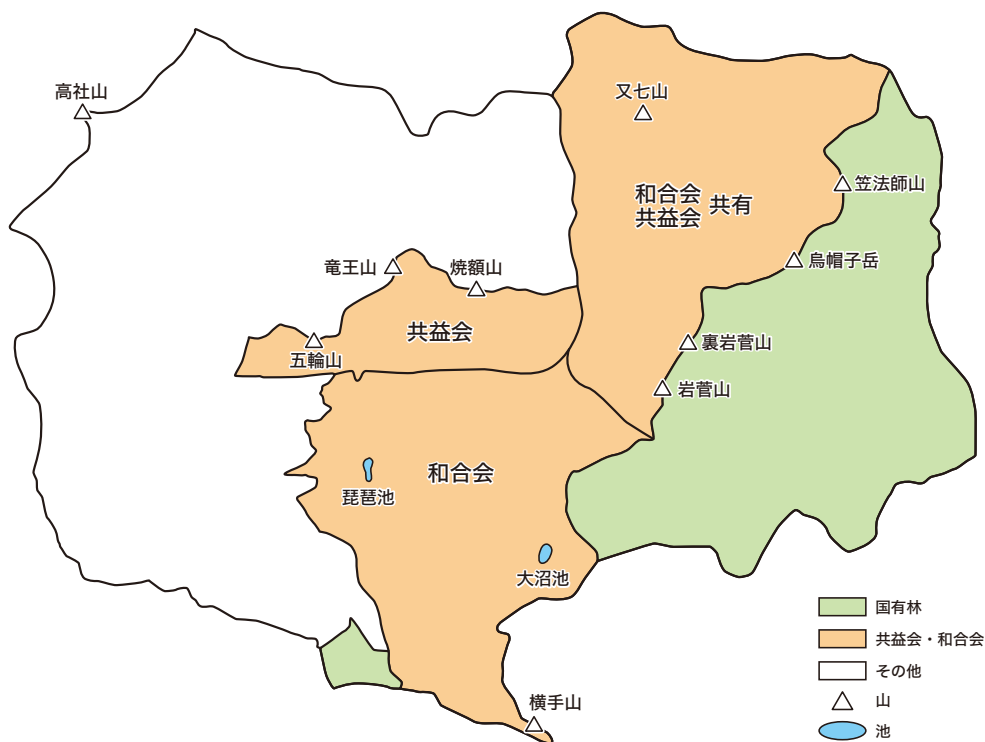 高社山
又七山
笠法師山
和合会
共益会
共有
烏帽子岳
竜王山
焼額山
共益会
五輪山
裏岩菅山
岩菅山
和合会
琵琶池
大沼池
横手山
国有林
共益会・和合会
その他
山
池